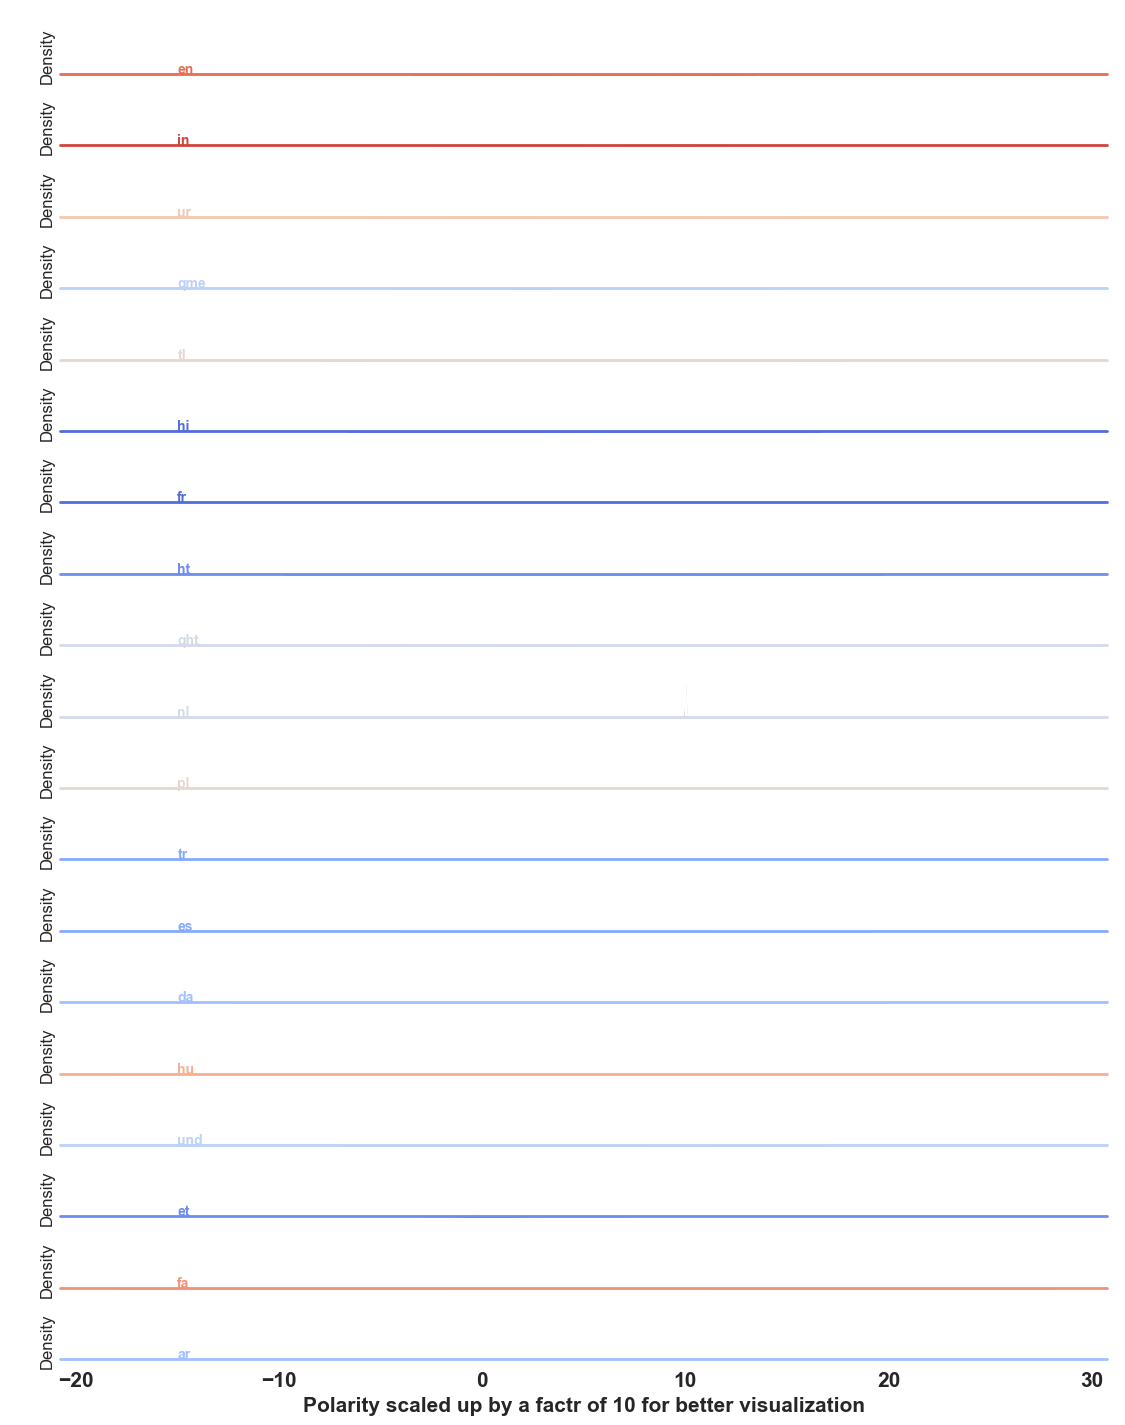 Density
en
Density
in
Density
ur
Density
qme
Density
tl
Density
hi
Density
fr
Density
ht
Density
qht
Density
nl
Density
pl
Density
tr
Density
es
Density
da
Density
hu
Density
und
Density
et
Density
fa
Density
ar
−20 −10 0 10 20 30
Polarity scaled up by a factr of 10 for better visualization